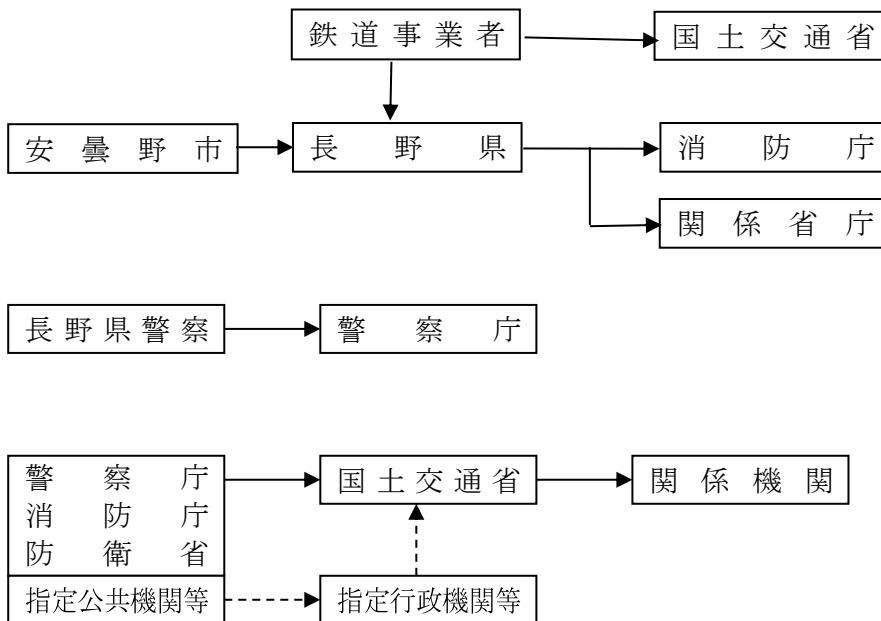 鉄道事業者
国土交通省
安曇野市
長野県
消防庁
関係省庁
長野県警察
警察庁
警察庁
消防庁
防衛省
国土交通省
関係機関
指定公共機関等
指定行政機関等